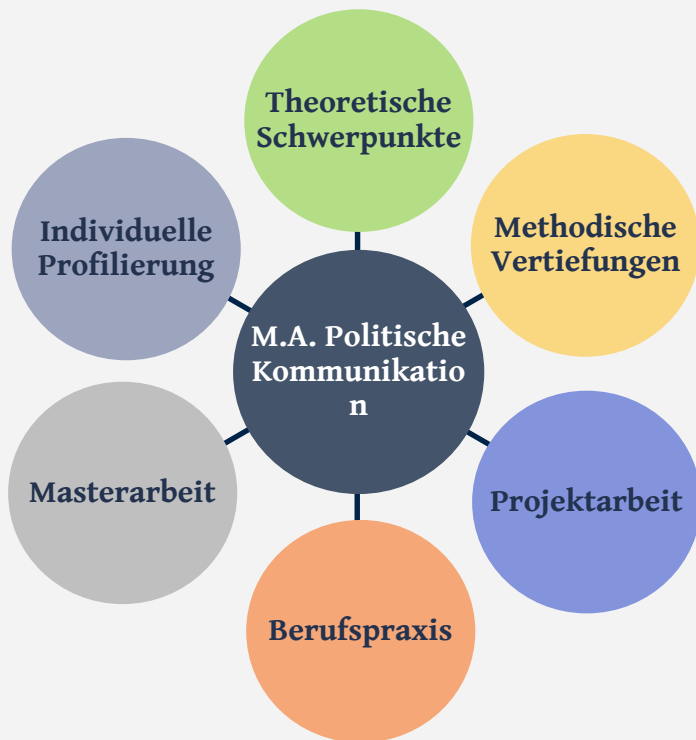 Theoretische
Schwerpunkte
Methodische
Vertiefungen
Projektarbeit
Berufspraxis
Masterarbeit
Individuelle
Profilierung
M.A. Politische
Kommunikatio
n